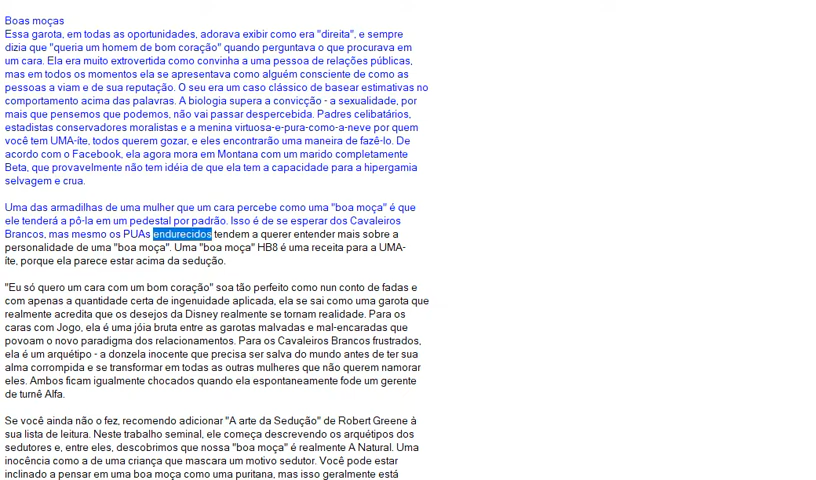 Boas moças
Essa garota, em todas as oportunidades, adorava exibir como era "direita", e sempre
dizia que "queria um homem de bom coração" quando perguntava o que procurava em
um cara. Ela era muito extrovertida como convinha a uma pessoa de relações públicas,
mas em todos os momentos ela se apresentava como alguém consciente de como as
pessoas a viam e de sua reputação. O seu era um caso clássico de basear estimativas no
comportamento acima das palavras. A biologia supera a convicção - a sexualidade, por
mais que pensemos que podemos, não vai passar despercebida. Padres celibatários,
estadistas conservadores moralistas e a menina virtuosa-e-pura-como-a-neve por quem
você tem UMA-íte, todos querem gozar, e eles encontrarão uma maneira de fazê-lo. De
acordo com o Facebook, ela agora mora em Montana com um marido completamente
Beta, que provavelmente não tem idéia de que ela tem a capacidade para a hipergamia
selvagem e crua.
Uma das armadilhas de uma mulher que um cara percebe como uma "boa moça" é que
ele tenderá a pô-la em um pedestal por padrão. Isso é de se esperar dos Cavaleiros
Brancos, mas mesmo os PUAs endurecidos tendem a querer entender mais sobre a
personalidade de uma "boa moça". Uma "boa moça" HB8 é uma receita para a UMA-
íte, porque ela parece estar acima da sedução.
"Eu só quero um cara com um bom coração" soa tão perfeito como nun conto de fadas e
com apenas a quantidade certa de ingenuidade aplicada, ela se sai como uma garota que
realmente acredita que os desejos da Disney realmente se tornam realidade. Para os
caras com Jogo, ela é uma jóia bruta entre as garotas malvadas e mal-encaradas que
povoam o novo paradigma dos relacionamentos. Para os Cavaleiros Brancos frustrados,
ela é um arquétipo - a donzela inocente que precisa ser salva do mundo antes de ter sua
alma corrompida e se transformar em todas as outras mulheres que não querem namorar
eles. Ambos ficam igualmente chocados quando ela espontaneamente fode um gerente
de turnê Alfa.
Se você ainda não o fez, recomendo adicionar "A arte da Sedução" de Robert Greene à
sua lista de leitura. Neste trabalho seminal, ele começa descrevendo os arquétipos dos
sedutores e, entre eles, descobrimos que nossa "boa moça" é realmente A Natural. Uma
inocência como a de uma criança que mascara um motivo sedutor. Você pode estar
inclinado a pensar em uma boa moça como uma puritana, mas isso geralmente está